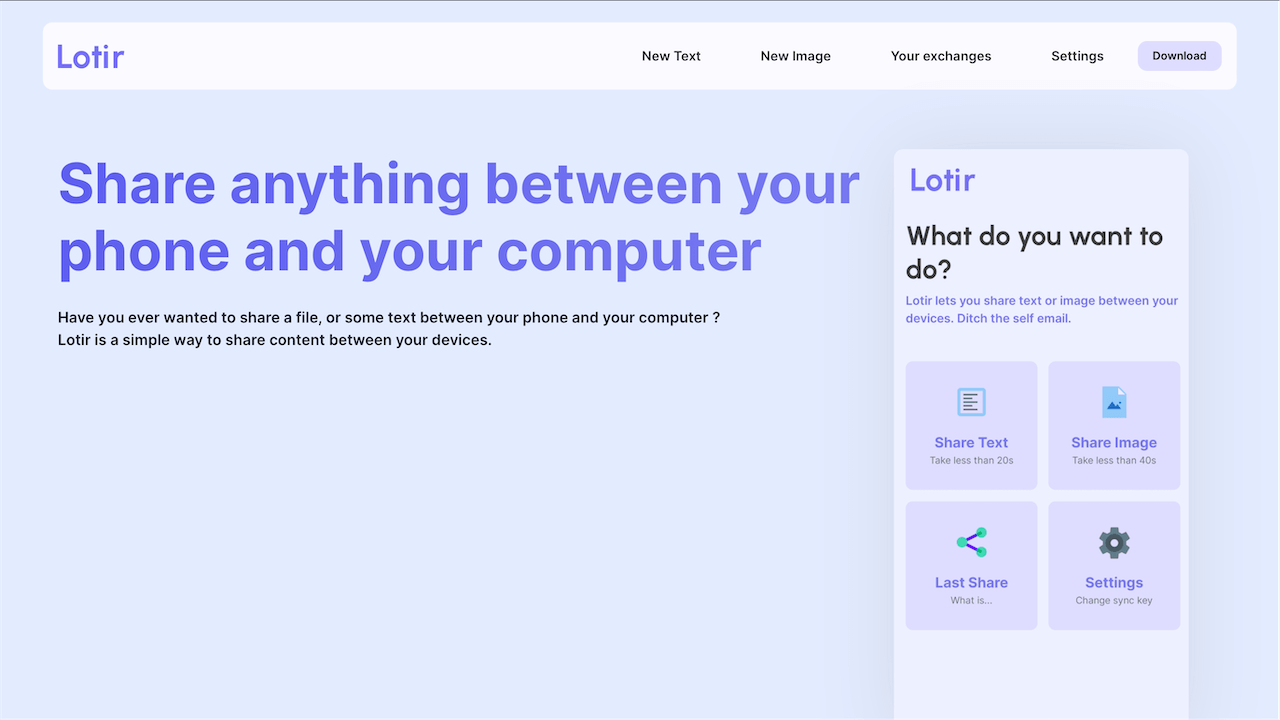 Lotir
New Text
New Image
Your exchanges
Settings
Download
Share anything between your
phone and your computer
Have you ever wanted to share a file, or some text between your phone and your computer ?
Lotir is a simple way to share content between your devices.
Lotir
What do you want to
do?
Lotir lets you share text or image between your
devices. Ditch the self email.
Share Text
Take less than 20s
Share Image
Take less than 40s
Last Share
What is...
Settings
Change sync key